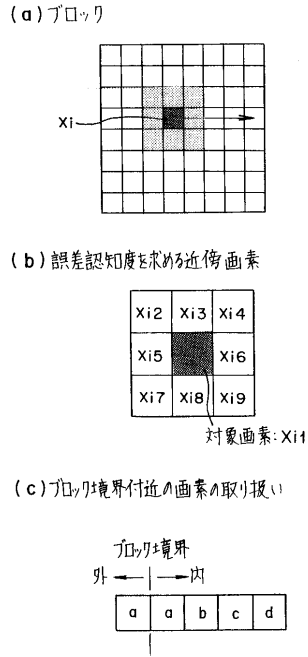 (a)ブロック
Xi
(b)誤差認知度を求める近傍画素
Xi2 Xi3 Xi4
Xi5 Xi6
Xi7 Xi8 Xi9
対象画素:Xi1
(c)ブロック境界付近の画素の取り扱い
ブロック境界
外 内
a a b c d